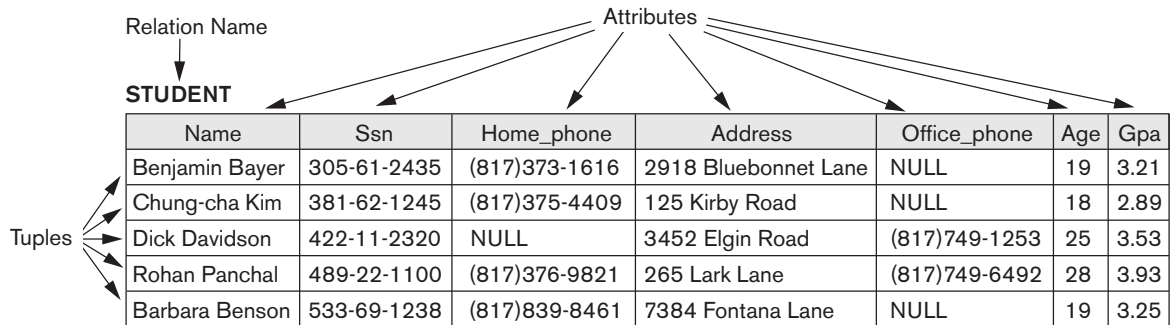 Attributes
Relation Name
STUDENT
Name Ssn Home_phone Address Office_phone Age Gpa
Benjamin Bayer 305-61-2435 (817)373-1616 2918 Bluebonnet Lane NULL 19 3.21
Chung-cha Kim 381-62-1245 (817)375-4409 125 Kirby Road NULL 18 2.89
Tuples Dick Davidson 422-11-2320 NULL 3452 Elgin Road (817)749-1253 25 3.53
Rohan Panchal 489-22-1100 (817)376-9821 265 Lark Lane (817)749-6492 28 3.93
Barbara Benson 533-69-1238 (817)839-8461 7384 Fontana Lane NULL 19 3.25